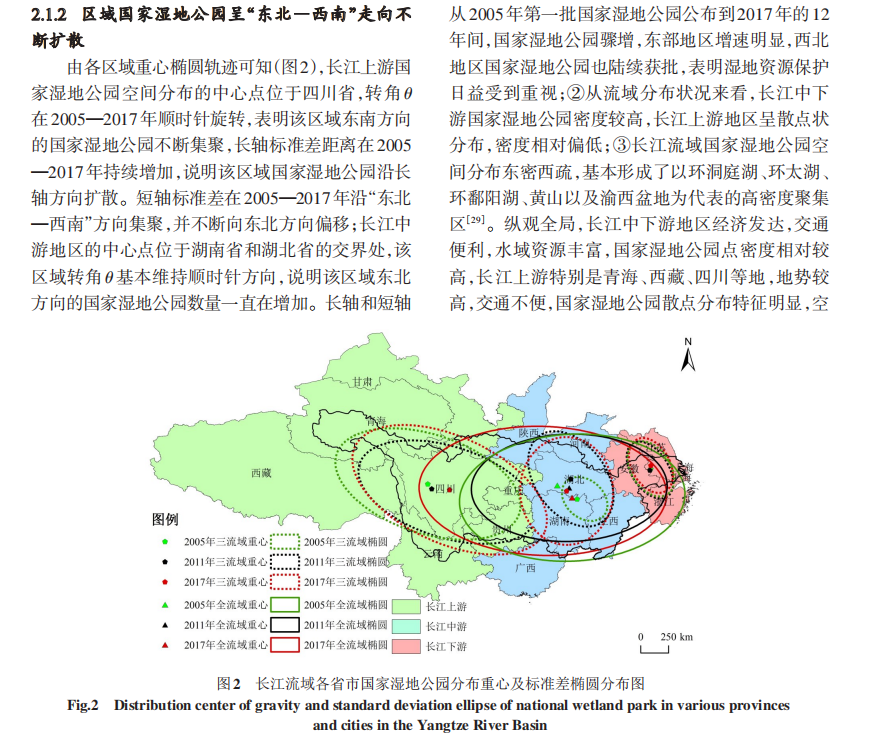 2.1.2 区域国家湿地公园呈“东北—西南”走向不
断扩散
由各区域重心椭圆轨迹可知(图2),长江上游国
家湿地公园空间分布的中心点位于四川省,转角θ
在2005—2017年顺时针旋转,表明该区域东南方向
的国家湿地公园不断集聚,长轴标准差距离在2005
—2017年持续增加,说明该区域国家湿地公园沿长
轴方向扩散。短轴标准差在2005—2017年沿“东北
—西南”方向集聚,并不断向东北方向偏移;长江中
游地区的中心点位于湖南省和湖北省的交界处,该
区域转角θ基本维持顺时针方向,说明该区域东北
方向的国家湿地公园数量一直在增加。长轴和短轴
从2005年第一批国家湿地公园公布到2017年的12
年间,国家湿地公园骤增,东部地区增速明显,西北
地区国家湿地公园也陆续获批,表明湿地资源保护
日益受到重视;②从流域分布状况来看,长江中下
游国家湿地公园密度较高,长江上游地区呈散点状
分布,密度相对偏低;③长江流域国家湿地公园空
间分布东密西疏,基本形成了以环洞庭湖、环太湖、
环鄱阳湖、黄山以及渝西盆地为代表的高密度聚集
区[29]。纵观全局,长江中下游地区经济发达,交通
便利,水域资源丰富,国家湿地公园点密度相对较
高,长江上游特别是青海、西藏、四川等地,地势较
高,交通不便,国家湿地公园散点分布特征明显,空
N
甘肃
青海
陕西
河南
西藏
四川
重庆
湖北
安徽
湖南
贵州
云南
广西
图例
2005年三流域重心 2005年三流域椭圆
2011年三流域重心 2011年三流域椭圆
2017年三流域重心 2017年三流域椭圆
2005年全流域重心 2005年全流域椭圆 长江上游
2011年全流域重心 2011年全流域椭圆 长江中游
2017年全流域重心 2017年全流域椭圆 长江下游
0 250 km
图2 长江流域各省市国家湿地公园分布重心及标准差椭圆分布图
Fig.2 Distribution center of gravity and standard deviation ellipse of national wetland park in various provinces
and cities in the Yangtze River Basin